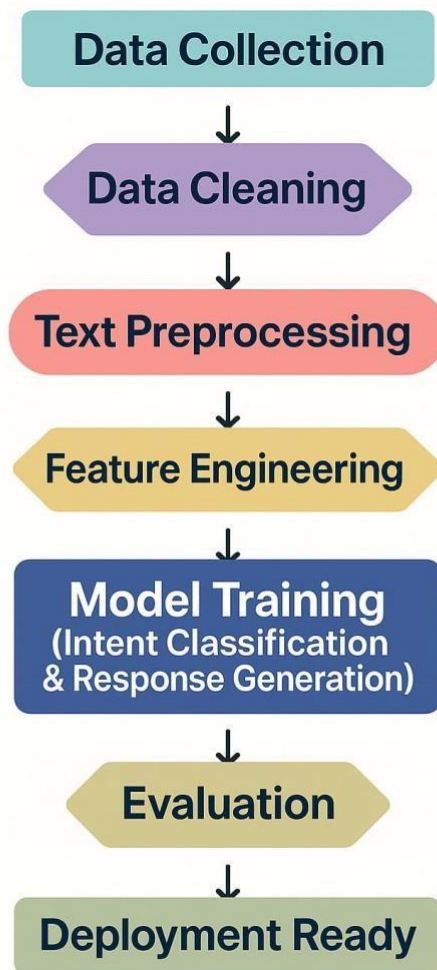 Data Collection
Data Cleaning
Text Preprocessing
Feature Engineering
Model Training
(Intent Classification
& Response Generation)
Evaluation
Deployment Ready